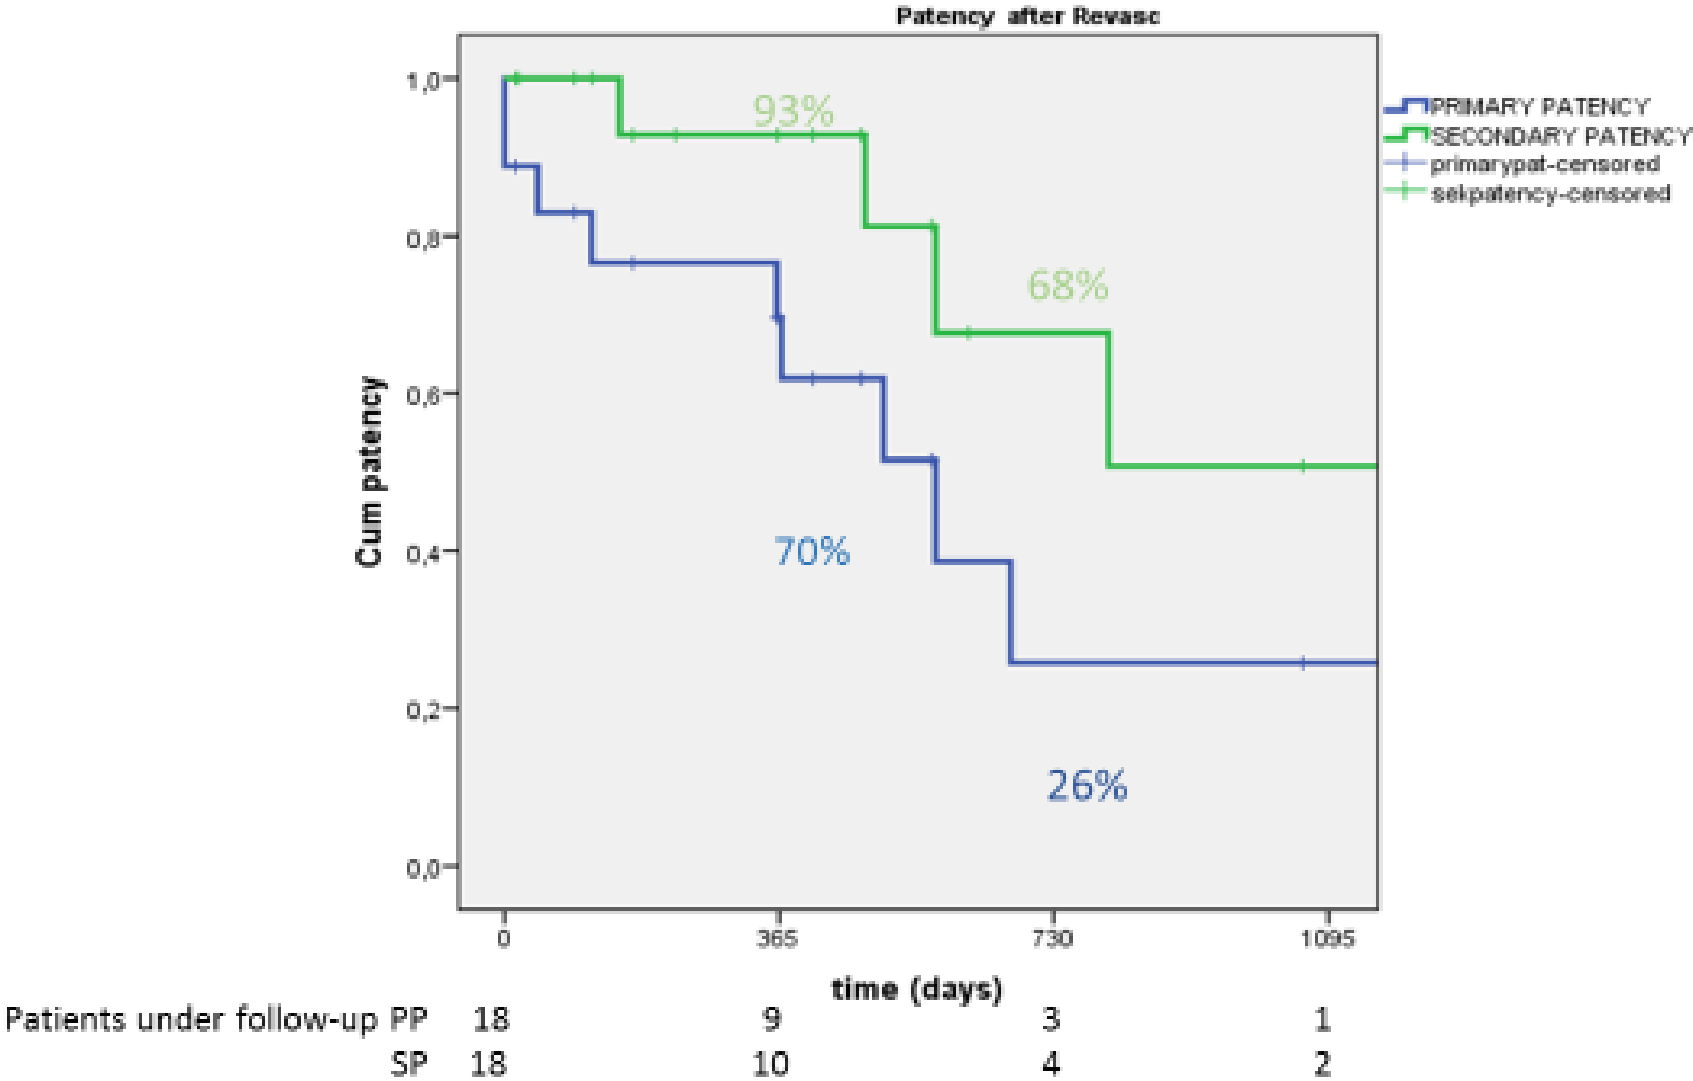 Patency after Revasc
1,0
0,8
0,6
0,4
0,2
0,0
Cum patency
93%
68%
70%
26%
PRIMARY PATENCY
SECONDARY PATENCY
primarypat-censored
sekpatency-censored
0 365 730 1095
time (days)
Patients under follow-up PP 18 9 3 1
SP 18 10 4 2